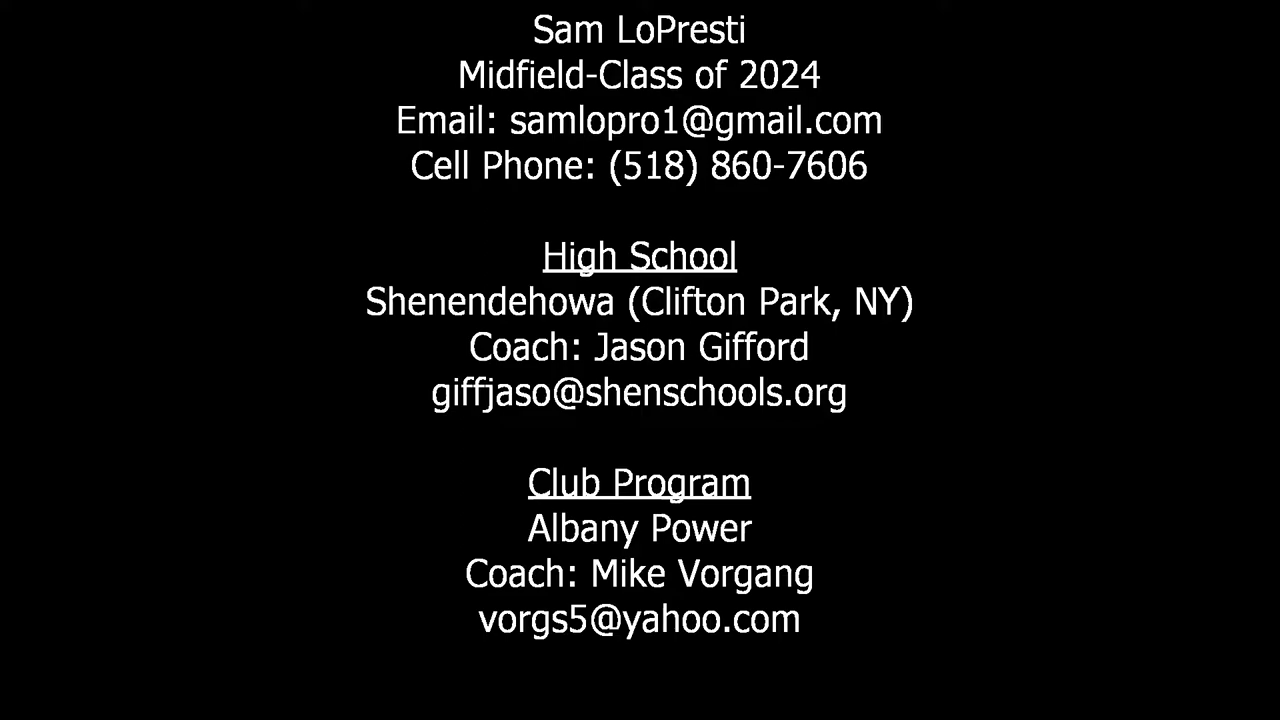 Sam LoPresti
Midfield-Class of 2024
Email: samlopro1@gmail.com
Cell Phone: (518) 860-7606
High School
Shenendehowa (Clifton Park, NY)
Coach: Jason Gifford
giffjaso@shenschools.org
Club Program
Albany Power
Coach: Mike Vorgang
vorgs5@yahoo.com